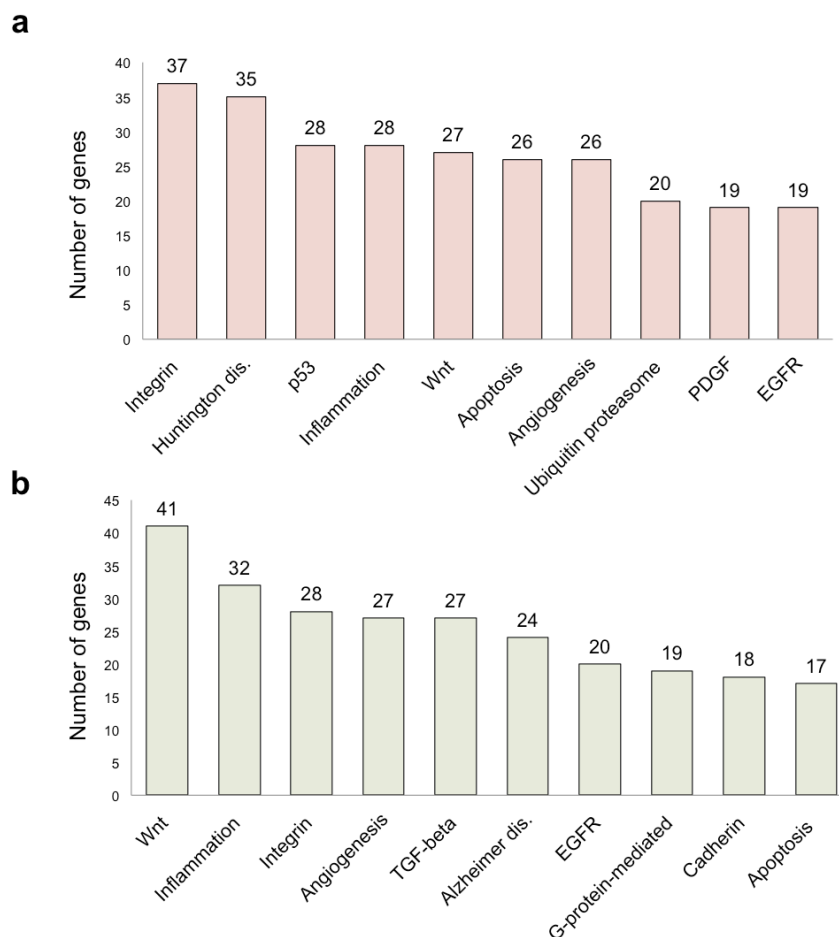 a
Number of genes
40
35
30
25
20
15
10
5
0
37
35
28
28
27
26
26
20
19
19
Integrin
Huntington dis.
p53
Inflammation
Wnt
Apoptosis
Angiogenesis
Ubiquitin proteasome
PDGF
EGFR
b
Number of genes
45
40
35
30
25
20
15
10
5
0
41
32
28
27
27
24
20
19
18
17
Wnt
Inflammation
Integrin
Angiogenesis
TGF-beta
Alzheimer dis.
EGFR
G-protein-mediated
Cadherin
Apoptosis